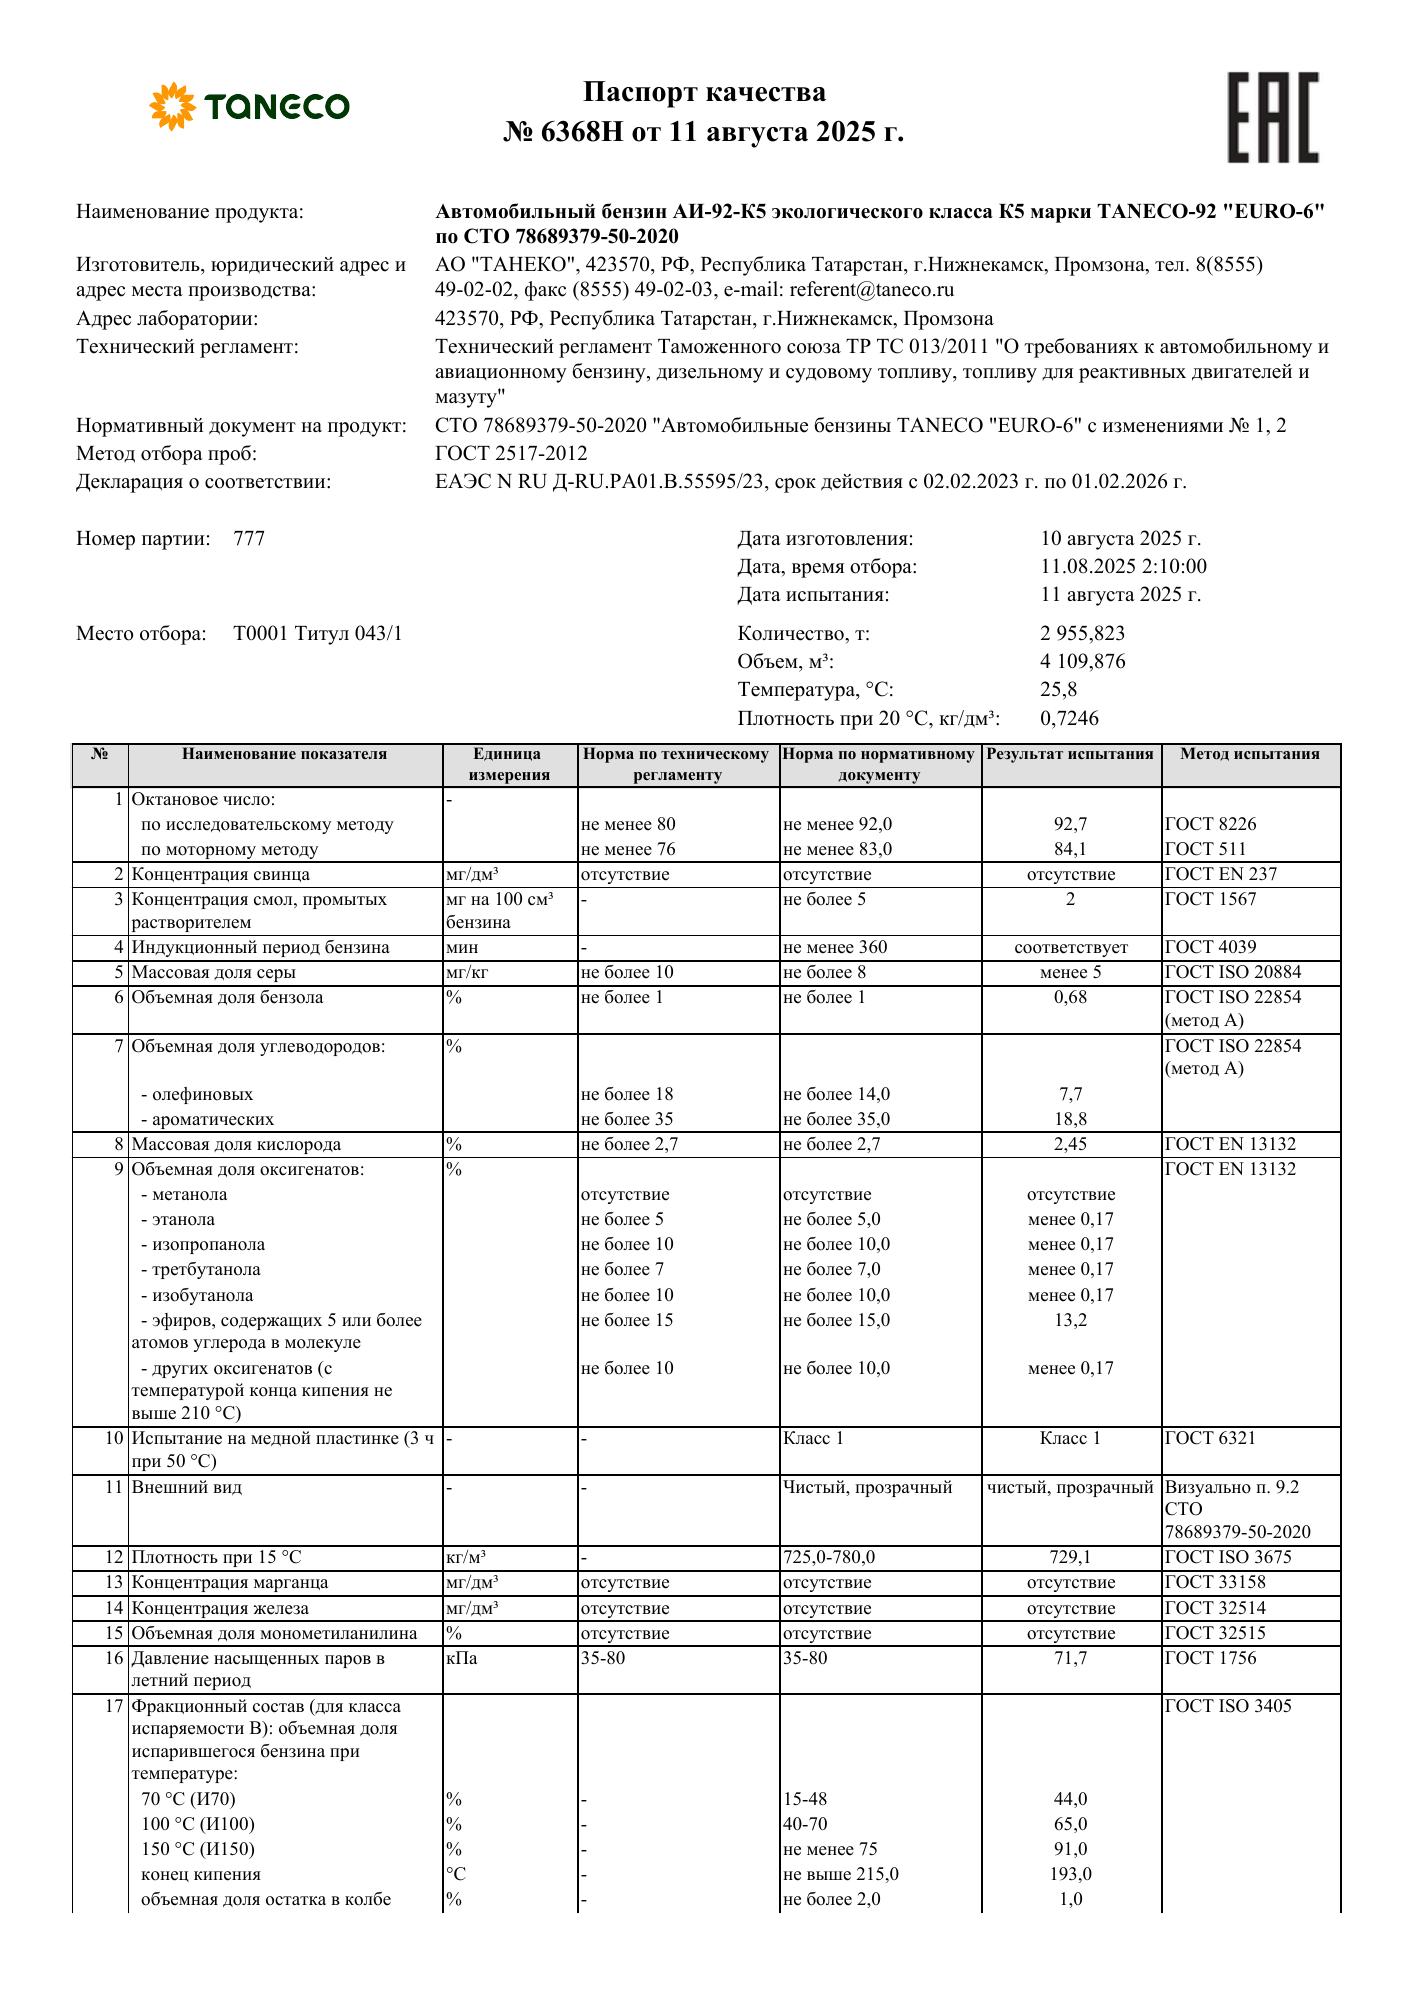 TANECO
Паспорт качества
№ 6368Н от 11 августа 2025 г.
EAC
Наименование продукта: Автомобильный бензин АИ-92-К5 экологического класса К5 марки TANECO-92 "EURO-6"
по СТО 78689379-50-2020
Изготовитель, юридический адрес и адрес места производства: АО "ТАНЕКО", 423570, РФ, Республика Татарстан, г.Нижнекамск, Промзона, тел. 8(8555)
49-02-02, факс (8555) 49-02-03, e-mail: referent@taneco.ru
Адрес лаборатории: 423570, РФ, Республика Татарстан, г.Нижнекамск, Промзона
Технический регламент: Технический регламент Таможенного союза ТР ТС 013/2011 "О требованиях к автомобильному и
авиационному бензину, дизельному и судовому топливу, топливу для реактивных двигателей и
мазуту"
Нормативный документ на продукт: СТО 78689379-50-2020 "Автомобильные бензины TANECO "EURO-6" с изменениями № 1, 2
Метод отбора проб: ГОСТ 2517-2012
Декларация о соответствии: ЕАЭС N RU Д-RU.РА01.В.55595/23, срок действия с 02.02.2023 г. по 01.02.2026 г.
Номер партии: 777 Дата изготовления: 10 августа 2025 г.
Дата, время отбора: 11.08.2025 2:10:00
Дата испытания: 11 августа 2025 г.
Место отбора: Т0001 Титул 043/1 Количество, т: 2 955,823
Объем, м³: 4 109,876
Температура, °С: 25,8
Плотность при 20 °С, кг/дм³: 0,7246
№ Наименование показателя Единица измерения Норма по техническому регламенту Норма по нормативному документу Результат испытания Метод испытания
1 Октановое число: -
по исследовательскому методу не менее 80 не менее 92,0 92,7 ГОСТ 8226
по моторному методу не менее 76 не менее 83,0 84,1 ГОСТ 511
2 Концентрация свинца мг/дм³ отсутствие отсутствие отсутствие ГОСТ EN 237
3 Концентрация смол, промытых мг на 100 см³ - не более 5 2 ГОСТ 1567
растворителем бензина
4 Индукционный период бензина мин - не менее 360 соответствует ГОСТ 4039
5 Массовая доля серы мг/кг не более 10 не более 8 менее 5 ГОСТ ISO 20884
6 Объемная доля бензола % не более 1 не более 1 0,68 ГОСТ ISO 22854
(метод А)
7 Объемная доля углеводородов: % ГОСТ ISO 22854
(метод А)
- олефиновых не более 18 не более 14,0 7,7
- ароматических не более 35 не более 35,0 18,8
8 Массовая доля кислорода % не более 2,7 не более 2,7 2,45 ГОСТ EN 13132
9 Объемная доля оксигенатов: % ГОСТ EN 13132
- метанола отсутствие отсутствие отсутствие
- этанола не более 5 не более 5,0 менее 0,17
- изопропанола не более 10 не более 10,0 менее 0,17
- третбутанола не более 7 не более 7,0 менее 0,17
- изобутанола не более 10 не более 10,0 менее 0,17
- эфиров, содержащих 5 или более не более 15 не более 15,0 13,2
атомов углерода в молекуле
- других оксигенатов (с не более 10 не более 10,0 менее 0,17
температурой конца кипения не
выше 210 °С)
10 Испытание на медной пластинке (3 ч - - Класс 1 Класс 1 ГОСТ 6321
при 50 °С)
11 Внешний вид - - Чистый, прозрачный чистый, прозрачный Визуально п. 9.2
СТО
78689379-50-2020
12 Плотность при 15 °С кг/м³ - 725,0-780,0 729,1 ГОСТ ISO 3675
13 Концентрация марганца мг/дм³ отсутствие отсутствие отсутствие ГОСТ 33158
14 Концентрация железа мг/дм³ отсутствие отсутствие отсутствие ГОСТ 32514
15 Объемная доля монометиланилина % отсутствие отсутствие отсутствие ГОСТ 32515
16 Давление насыщенных паров в кПа 35-80 35-80 71,7 ГОСТ 1756
летний период
17 Фракционный состав (для класса ГОСТ ISO 3405
испаряемости В): объемная доля
испарившегося бензина при
температуре:
70 °С (И70) % - 15-48 44,0
100 °С (И100) % - 40-70 65,0
150 °С (И150) % - не менее 75 91,0
конец кипения °С - не выше 215,0 193,0
объемная доля остатка в колбе % - не более 2,0 1,0